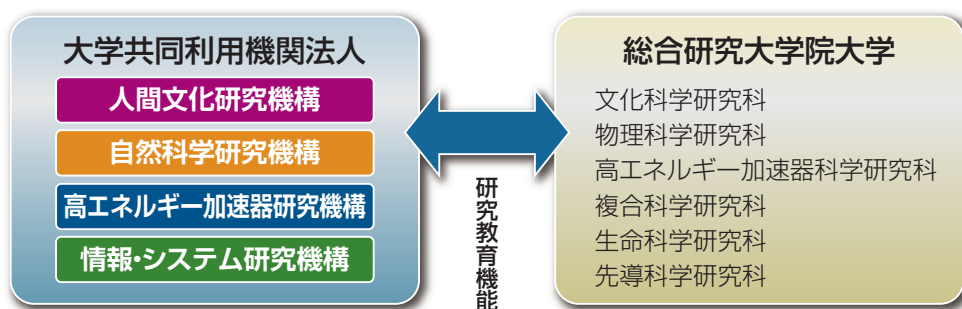 大学共同利用機関法人
人間文化研究機構
自然科学研究機構
高エネルギー加速器研究機構
情報・システム研究機構
研究教育機能
総合研究大学院大学
文化科学研究科
物理科学研究科
高エネルギー加速器科学研究科
複合科学研究科
生命科学研究科
先導科学研究科